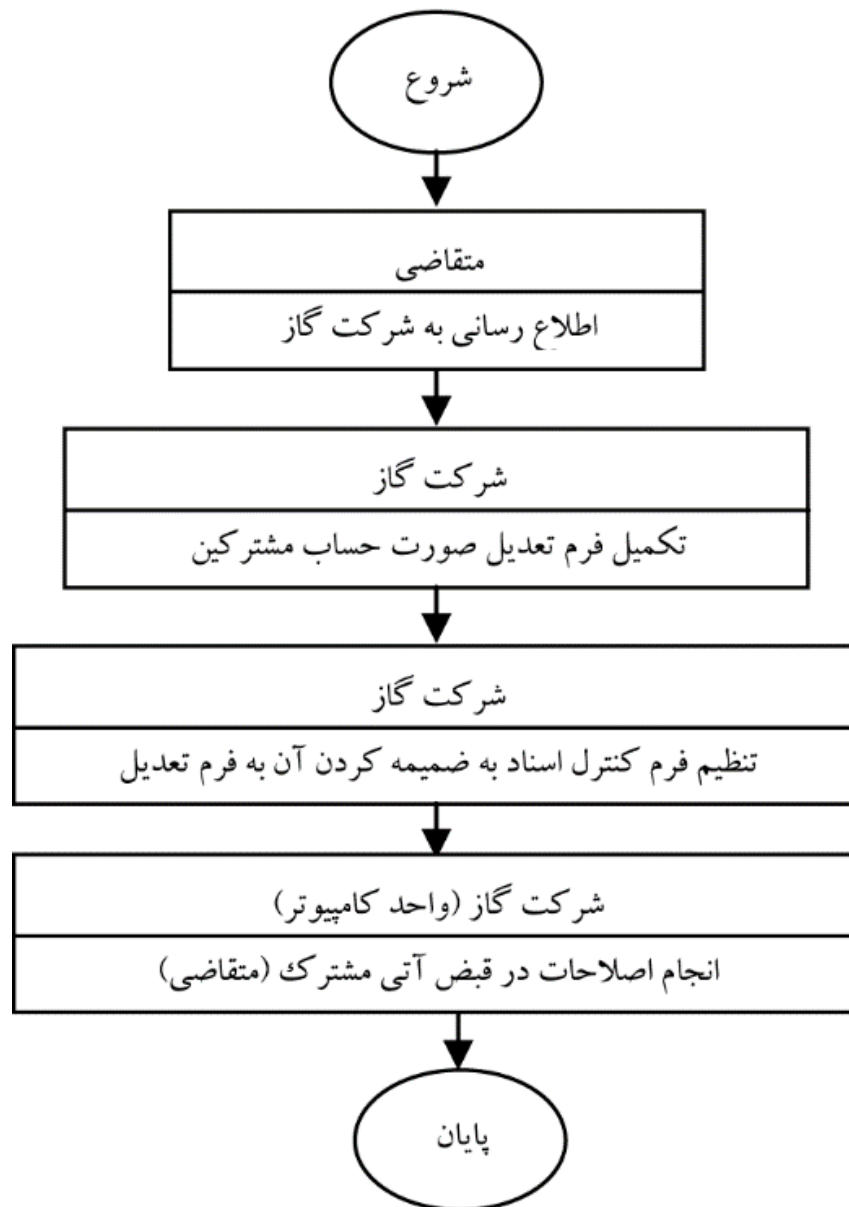 شروع
متقاضی
اطلاع رسانی به شرکت گاز
شرکت گاز
تکمیل فرم تعدیل صورت حساب مشترکین
شرکت گاز
تنظیم فرم کنترل اسناد به ضمیمه کردن آن به فرم تعدیل
شرکت گاز (واحد کامپیوتر)
انجام اصلاحات در قبض آتی مشترك (متقاضی)
پایان